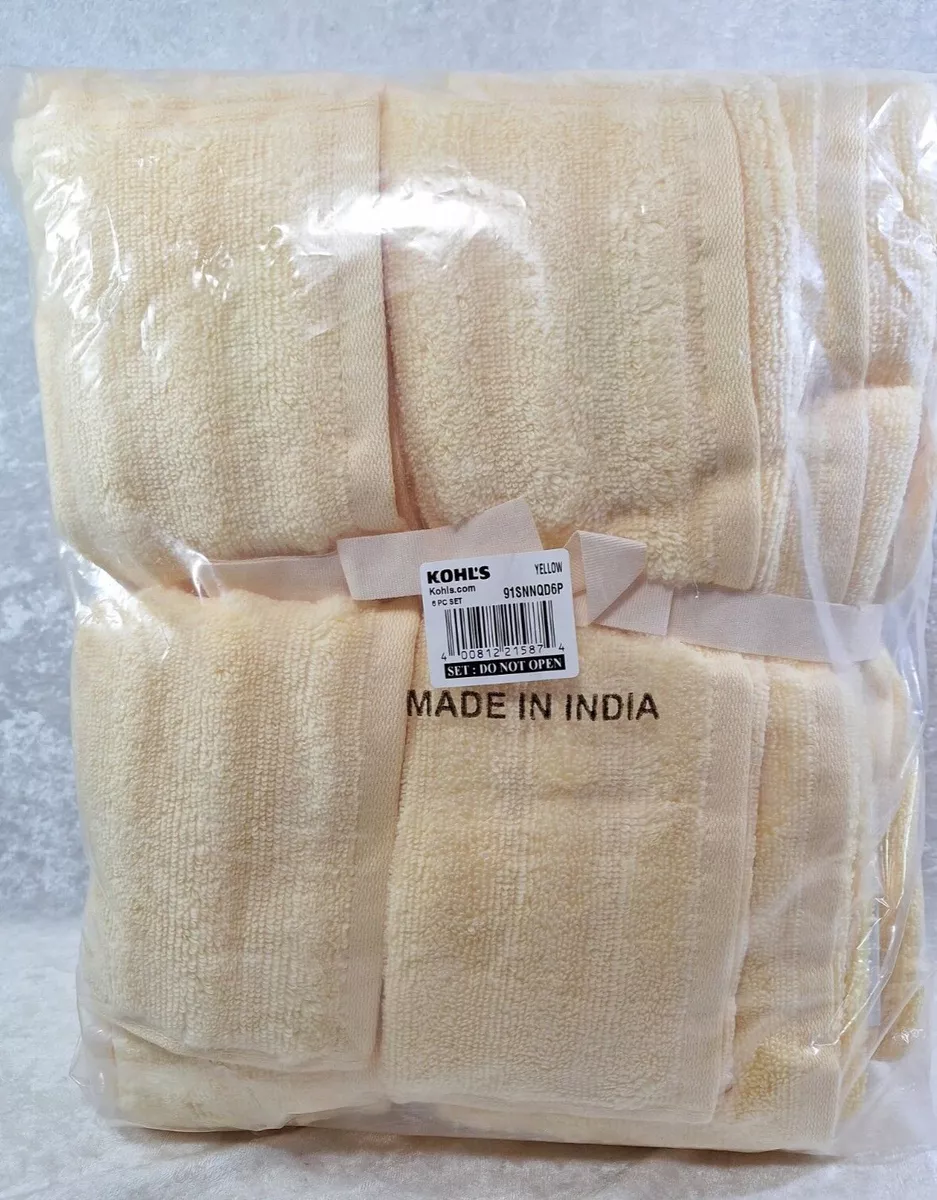 KOHL'S YELLOW
Kohls.com 91SNNQD6P
6 PC SET
4 00812 21587 4
SET : DO NOT OPEN
MADE IN INDIA